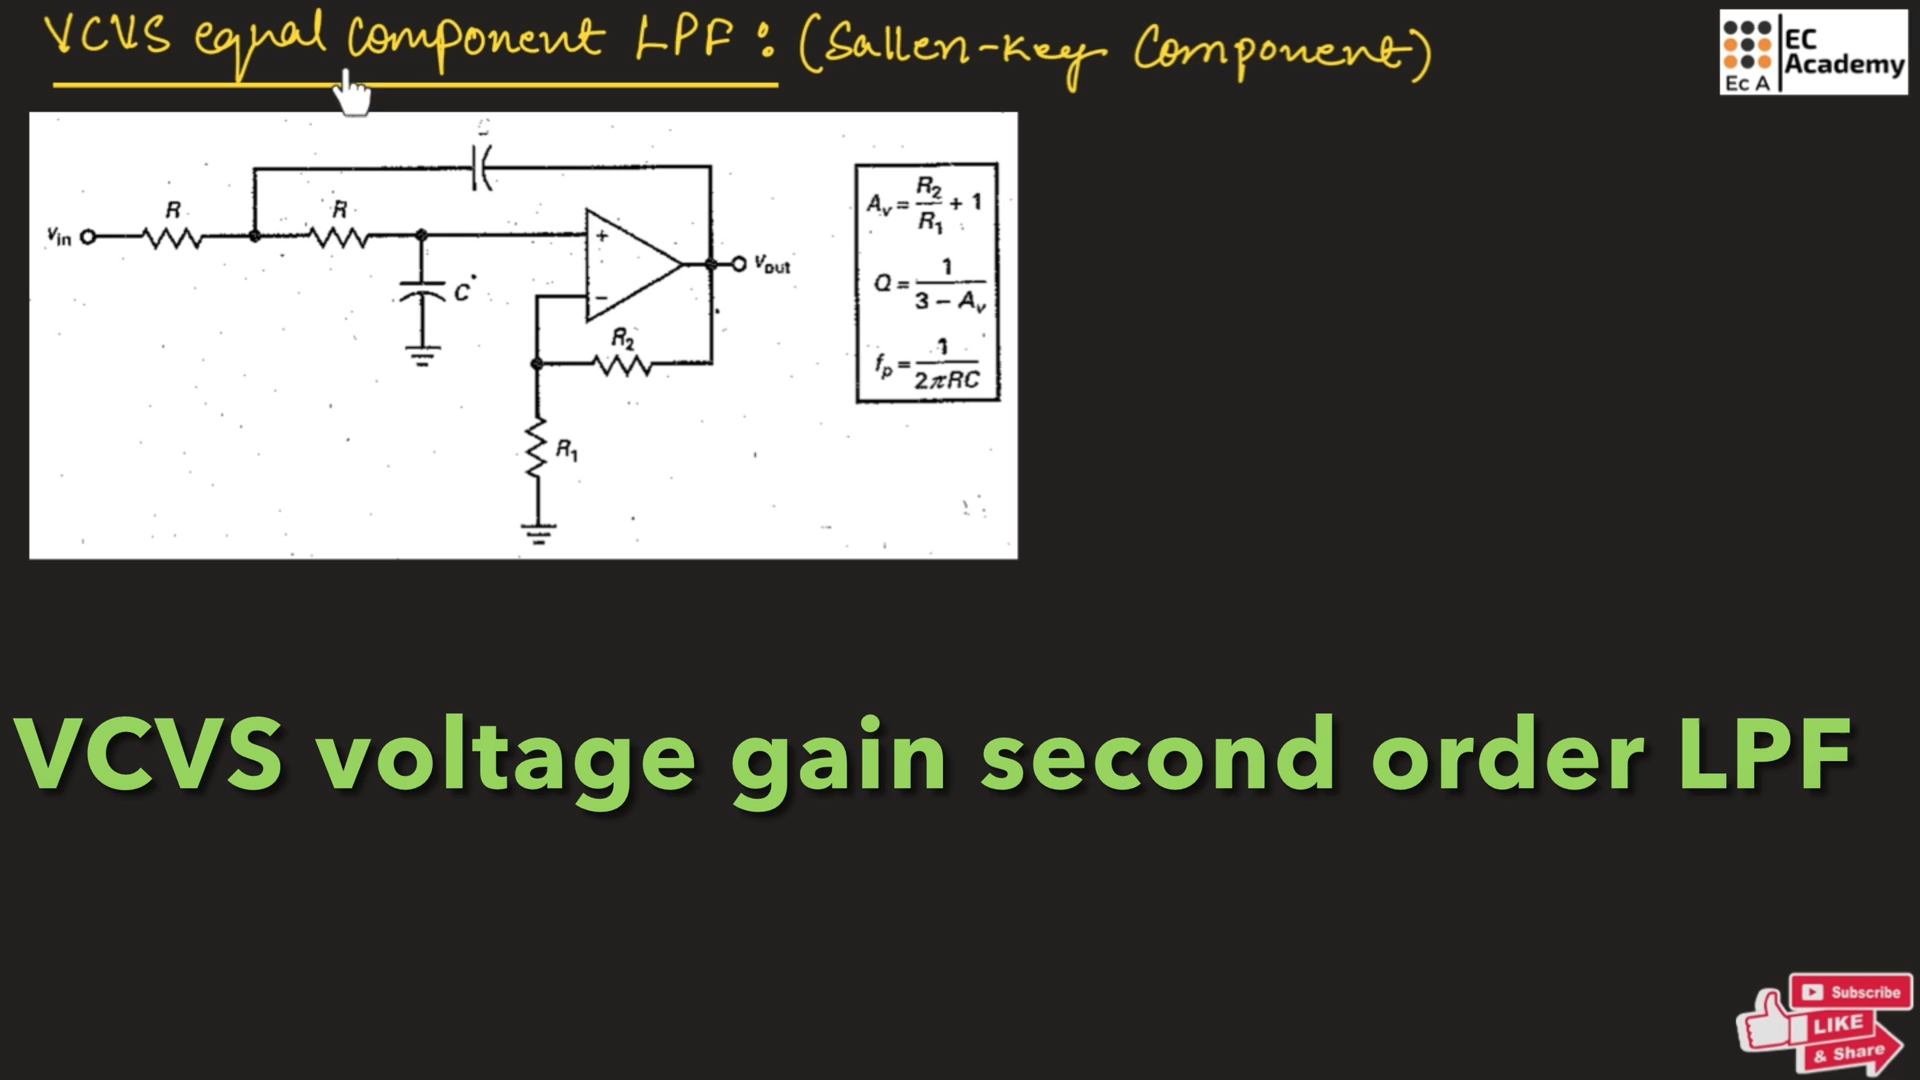 VCVS equal component LPF : (Sallen-Key Component)
EC
Academy
Ec A
C
R
R
Vin
+
Vout
C
−
R2
R1
Av = R2/R1 + 1
Q = 1/(3 − Av)
fp = 1/(2πRC)
VCVS voltage gain second order LPF
Subscribe
LIKE
& Share